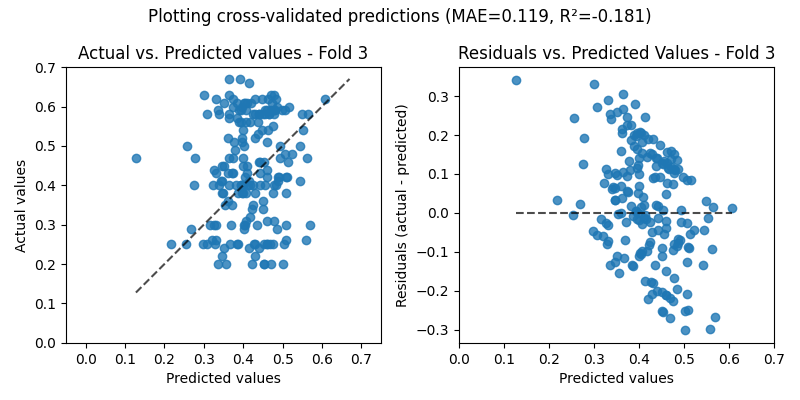 Plotting cross-validated predictions (MAE=0.119, R²=-0.181)
Actual vs. Predicted values - Fold 3
Actual values
0.7
0.6
0.5
0.4
0.3
0.2
0.1
0.0
0.0 0.1 0.2 0.3 0.4 0.5 0.6 0.7
Predicted values
Residuals vs. Predicted Values - Fold 3
Residuals (actual - predicted)
0.3
0.2
0.1
0.0
−0.1
−0.2
−0.3
0.0 0.1 0.2 0.3 0.4 0.5 0.6 0.7
Predicted values